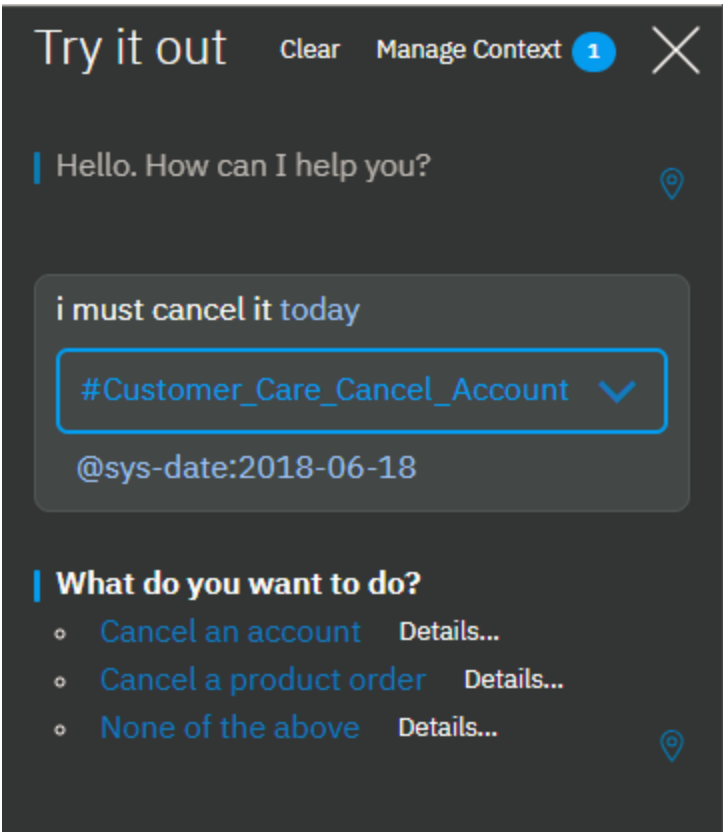 Try it out Clear Manage Context 1
Hello. How can I help you?
i must cancel it today
#Customer_Care_Cancel_Account
@sys-date:2018-06-18
What do you want to do?
Cancel an account Details...
Cancel a product order Details...
None of the above Details...